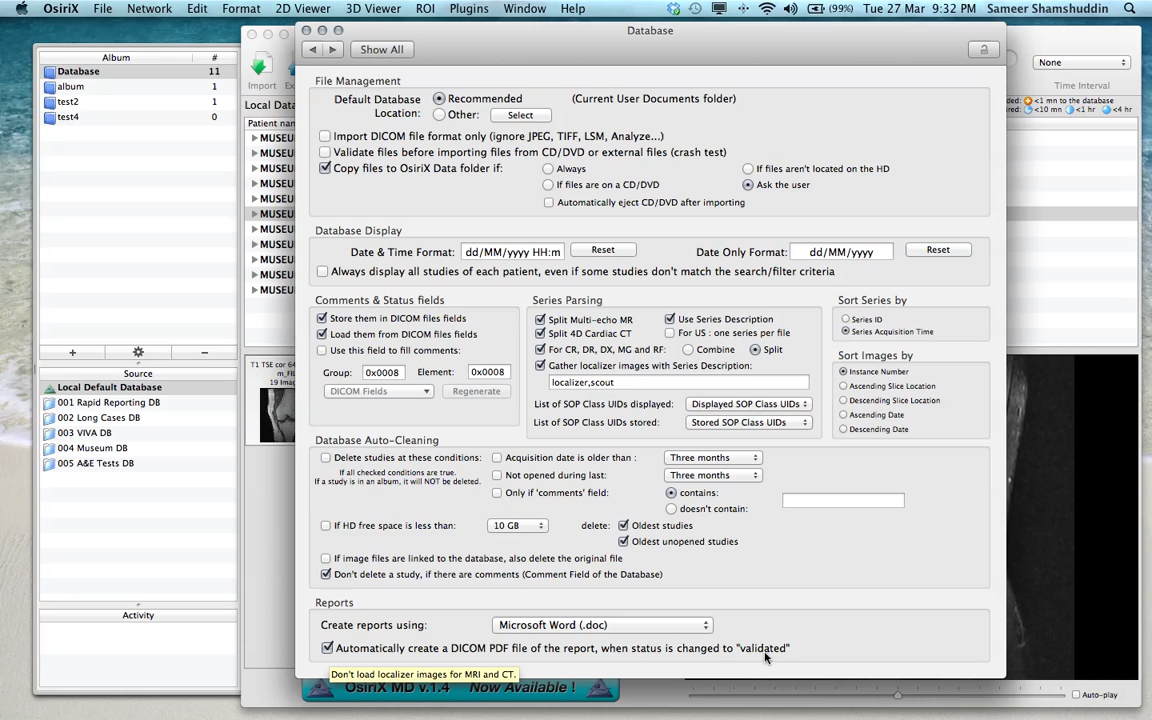 OsiriX File Network Edit Format 2D Viewer 3D Viewer ROI Plugins Window Help (99%) Tue 27 Mar 9:32 PM Sameer Shamshuddin
Database
Show All
Album #
Database 11
album 1
test2 1
test4 0
Source
Local Default Database
001 Rapid Reporting DB
002 Long Cases DB
003 VIVA DB
004 Museum DB
005 A&E Tests DB
Activity
Import
Local Data
Patient name
MUSEU
MUSEU
MUSEU
MUSEU
MUSEU
MUSEU
MUSEU
MUSEU
MUSEU
MUSEU
MUSEU
T1 TSE cor 64
19 Imag
File Management
Default Database Location:
Recommended (Current User Documents folder)
Other: Select
Import DICOM file format only (ignore JPEG, TIFF, LSM, Analyze...)
Validate files before importing files from CD/DVD or external files (crash test)
Copy files to OsiriX Data folder if: Always If files aren't located on the HD
If files are on a CD/DVD Ask the user
Automatically eject CD/DVD after importing
Database Display
Date & Time Format: dd/MM/yyyy HH:m Reset Date Only Format: dd/MM/yyyy Reset
Always display all studies of each patient, even if some studies don't match the search/filter criteria
Comments & Status fields
Store them in DICOM files fields
Load them from DICOM files fields
Use this field to fill comments:
Group: 0x0008 Element: 0x0008
DICOM Fields Regenerate
Series Parsing
Split Multi-echo MR Use Series Description
Split 4D Cardiac CT For US : one series per file
For CR, DR, DX, MG and RF: Combine Split
Gather localizer images with Series Description:
localizer,scout
List of SOP Class UIDs displayed: Displayed SOP Class UIDs
List of SOP Class UIDs stored: Stored SOP Class UIDs
Sort Series by
Series ID
Series Acquisition Time
Sort Images by
Instance Number
Ascending Slice Location
Descending Slice Location
Ascending Date
Descending Date
Database Auto-Cleaning
Delete studies at these conditions: Acquisition date is older than : Three months
If all checked conditions are true.
If a study is in an album, it will NOT be deleted.
Not opened during last: Three months
Only if 'comments' field: contains:
doesn't contain:
If HD free space is less than: 10 GB delete: Oldest studies
Oldest unopened studies
If image files are linked to the database, also delete the original file
Don't delete a study, if there are comments (Comment Field of the Database)
Reports
Create reports using: Microsoft Word (.doc)
Automatically create a DICOM PDF file of the report, when status is changed to "validated"
Don't load localizer images for MRI and CT.
OsiriX MD v.1.4 Now Available !
None
Time Interval
<1 mn to the database
<10 mn <1 hr <4 hr
Auto-play